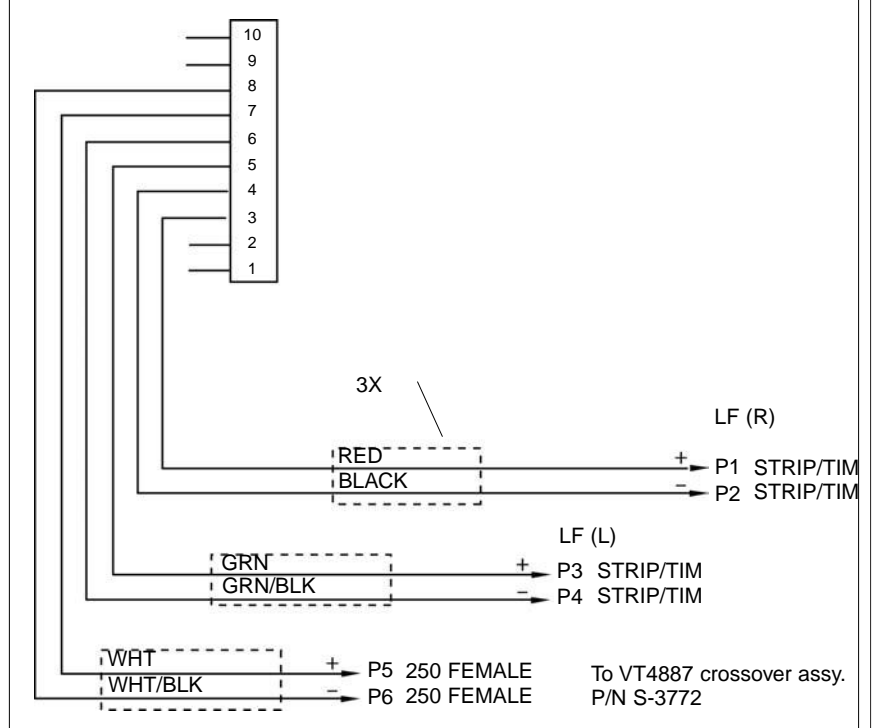 10
9
8
7
6
5
4
3
2
1
3X
LF (R)
RED
+ P1 STRIP/TIM
BLACK
- P2 STRIP/TIM
LF (L)
GRN
+ P3 STRIP/TIM
GRN/BLK
- P4 STRIP/TIM
WHT
+ P5 250 FEMALE
WHT/BLK
- P6 250 FEMALE
To VT4887 crossover assy.
P/N S-3772